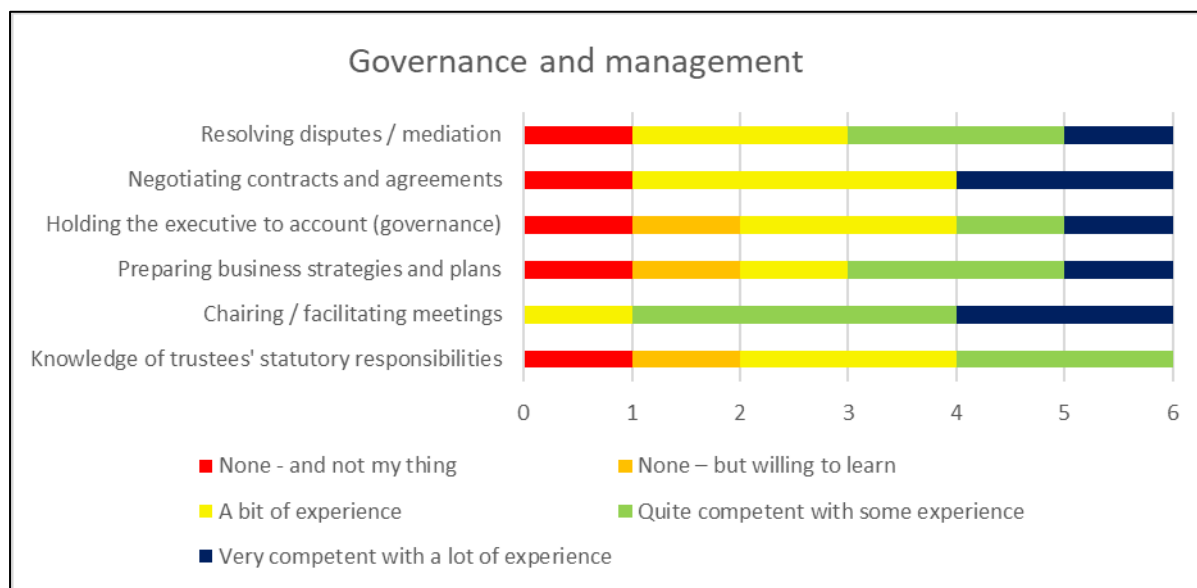 Governance and management
Resolving disputes / mediation
Negotiating contracts and agreements
Holding the executive to account (governance)
Preparing business strategies and plans
Chairing / facilitating meetings
Knowledge of trustees' statutory responsibilities
0 1 2 3 4 5 6
None - and not my thing
None – but willing to learn
A bit of experience
Quite competent with some experience
Very competent with a lot of experience